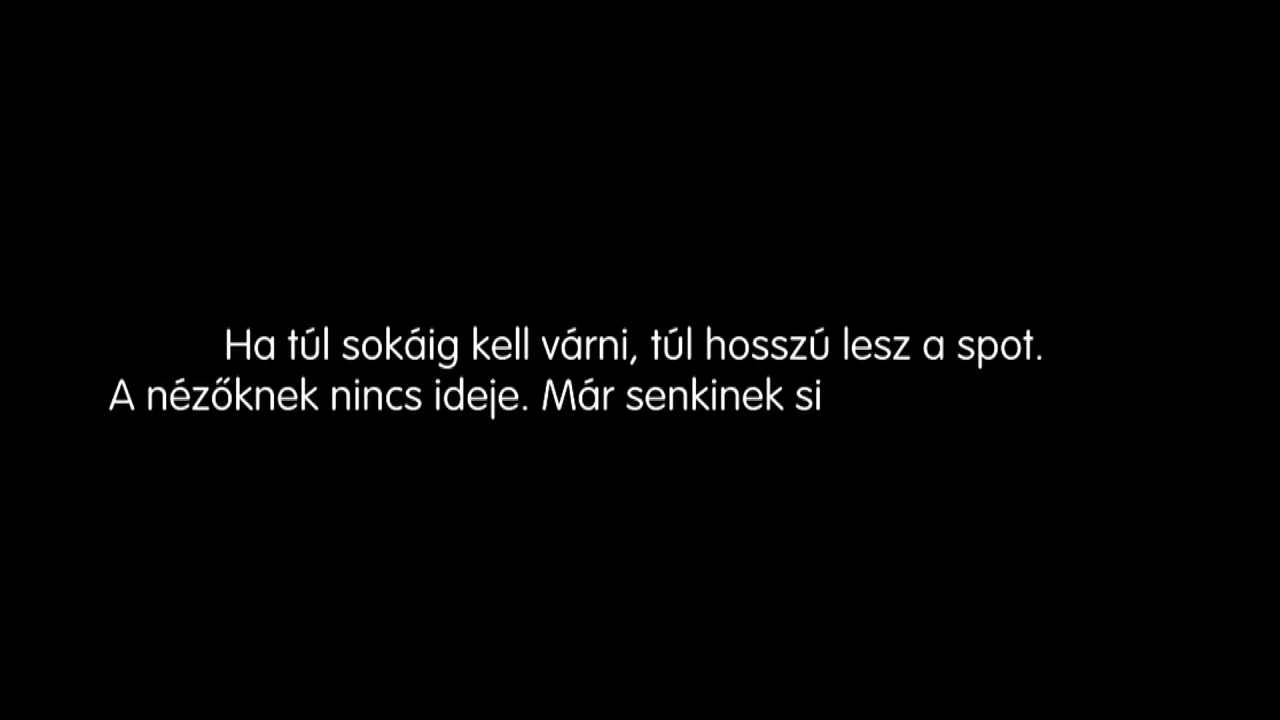 Ha túl sokáig kell várni, túl hosszú lesz a spot.
A nézőknek nincs ideje. Már senkinek si